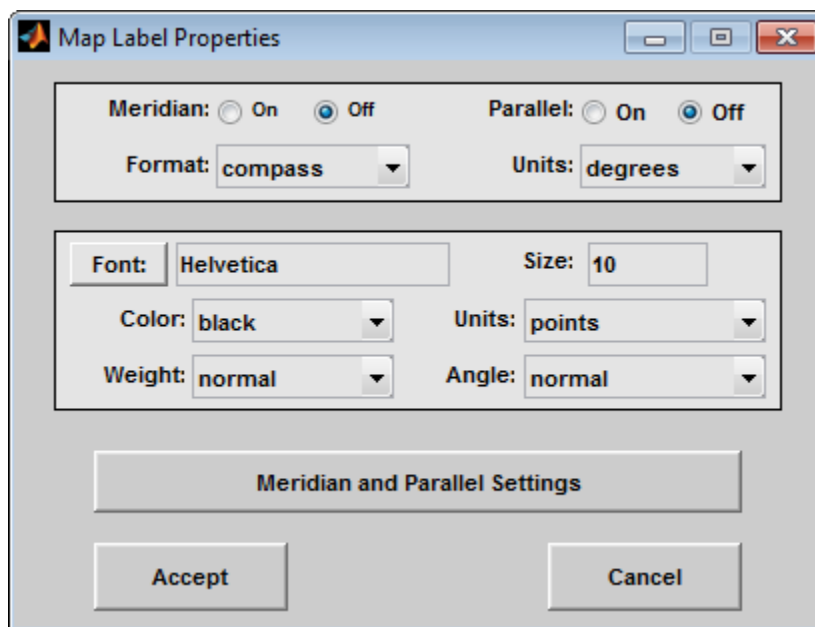 Map Label Properties
Meridian: On Off Parallel: On Off
Format: compass Units: degrees
Font: Helvetica Size: 10
Color: black Units: points
Weight: normal Angle: normal
Meridian and Parallel Settings
Accept Cancel